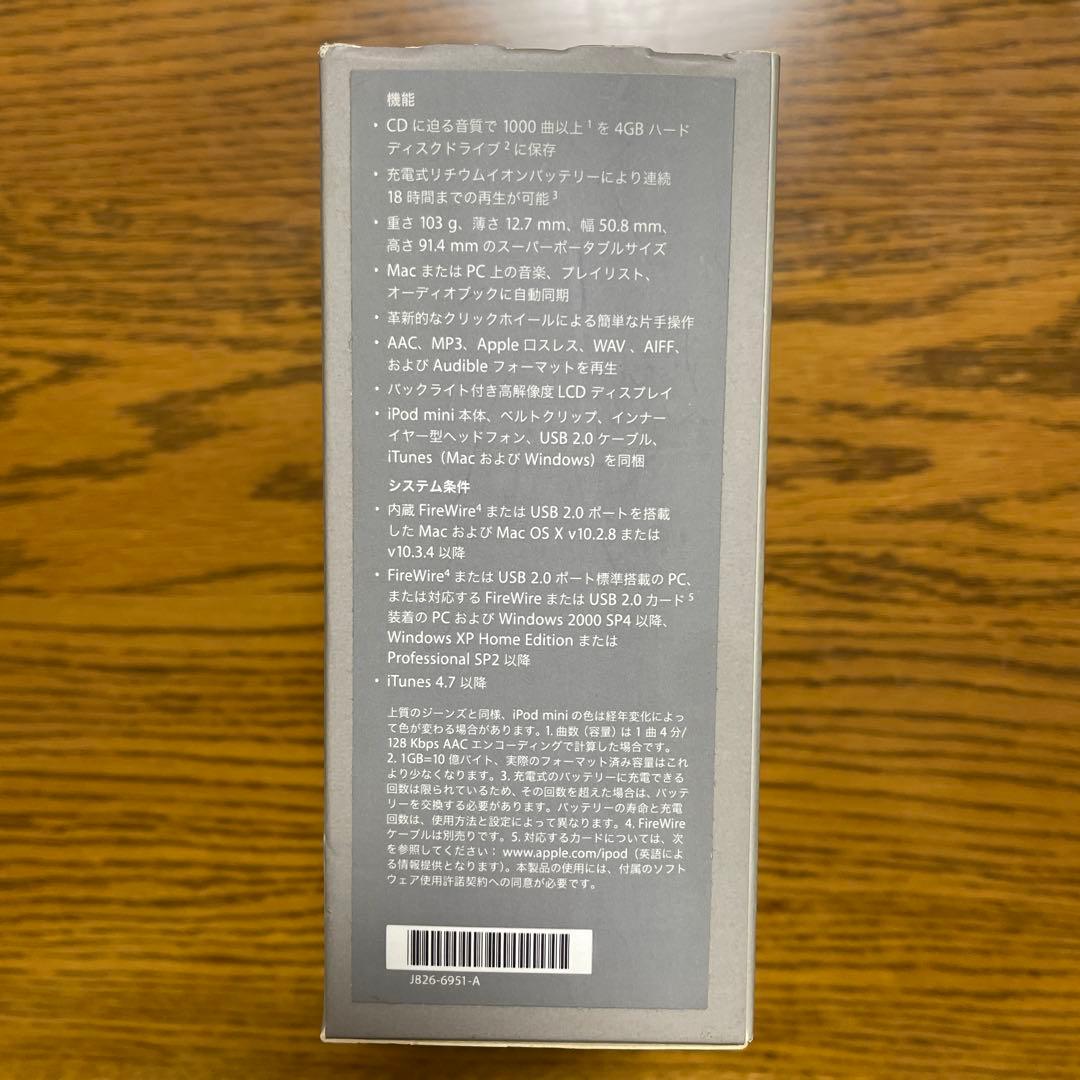 機能
• CD に迫る音質で 1000 曲以上¹ を 4GB ハード
ディスクドライブ² に保存
• 充電式リチウムイオンバッテリーにより連続
18 時間までの再生が可能³
• 重さ 103 g、薄さ 12.7 mm、幅 50.8 mm、
高さ 91.4 mm のスーパーポータブルサイズ
• Mac または PC 上の音楽、プレイリスト、
オーディオブックに自動同期
• 革新的なクリックホイールによる簡単な片手操作
• AAC、MP3、Apple ロスレス、WAV 、AIFF、
および Audible フォーマットを再生
• バックライト付き高解像度 LCD ディスプレイ
• iPod mini 本体、ベルトクリップ、インナー
イヤー型ヘッドフォン、USB 2.0 ケーブル、
iTunes（Mac および Windows）を同梱
システム条件
• 内蔵 FireWire⁴ または USB 2.0 ポートを搭載
した Mac および Mac OS X v10.2.8 または
v10.3.4 以降
• FireWire⁴ または USB 2.0 ポート標準搭載の PC、
または対応する FireWire または USB 2.0 カード⁵
装着の PC および Windows 2000 SP4 以降、
Windows XP Home Edition または
Professional SP2 以降
• iTunes 4.7 以降
上質のジーンズと同様、iPod mini の色は経年変化によっ
て色が変わる場合があります。1. 曲数（容量）は 1 曲 4 分/
128 Kbps AAC エンコーディングで計算した場合です。
2. 1GB=10 億バイト、実際のフォーマット済み容量はこれ
より少なくなります。3. 充電式のバッテリーに充電できる
回数は限られているため、その回数を超えた場合は、バッテ
リーを交換する必要があります。バッテリーの寿命と充電
回数は、使用方法と設定によって異なります。4. FireWire
ケーブルは別売りです。5. 対応するカードについては、次
を参照してください： www.apple.com/ipod（英語によ
る情報提供となります）。本製品の使用には、付属のソフト
ウェア使用許諾契約への同意が必要です。
J826-6951-A